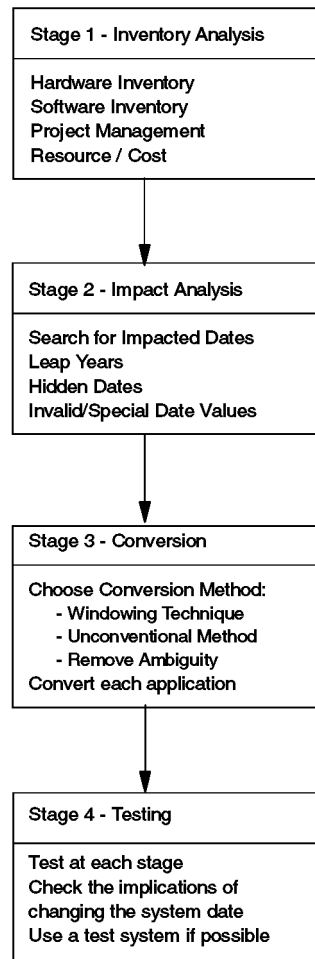 Stage 1 - Inventory Analysis
Hardware Inventory
Software Inventory
Project Management
Resource / Cost
Stage 2 - Impact Analysis
Search for Impacted Dates
Leap Years
Hidden Dates
Invalid/Special Date Values
Stage 3 - Conversion
Choose Conversion Method:
- Windowing Technique
- Unconventional Method
- Remove Ambiguity
Convert each application
Stage 4 - Testing
Test at each stage
Check the implications of
changing the system date
Use a test system if possible